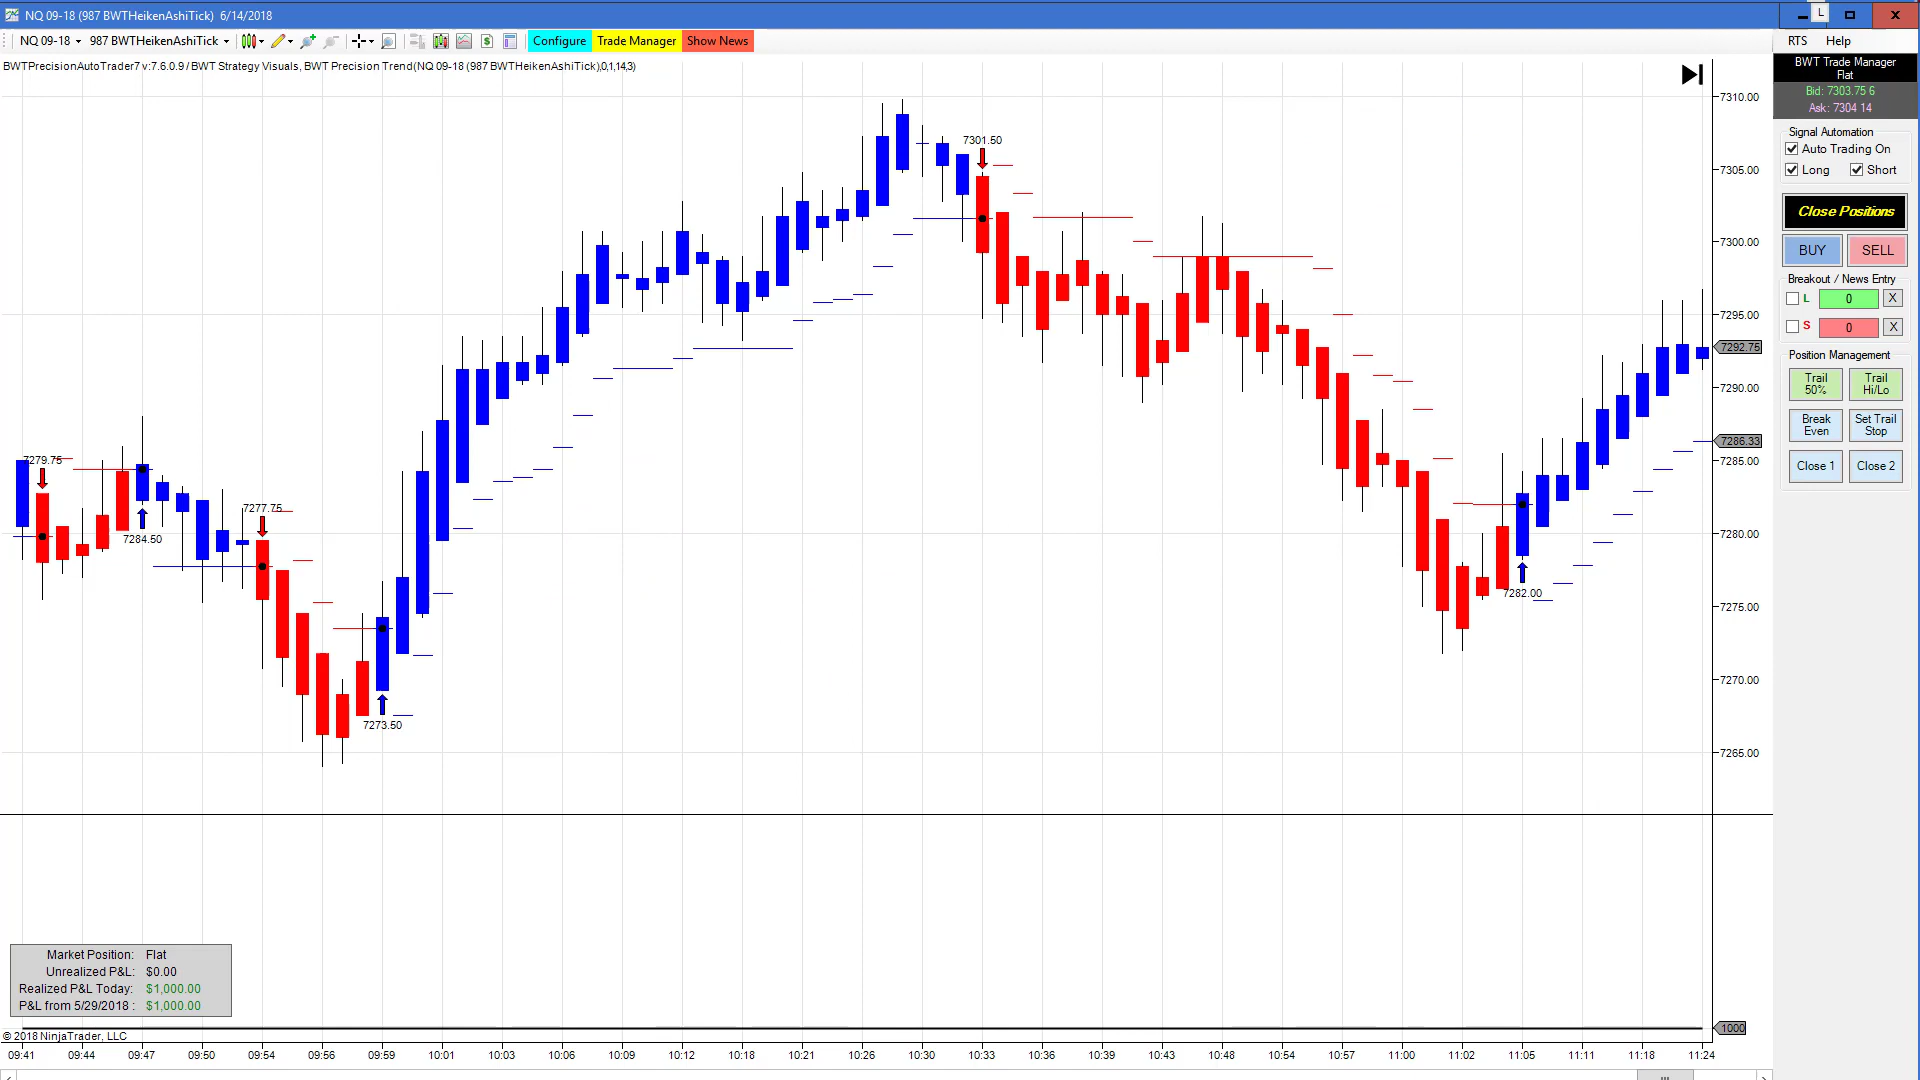 NQ 09-18 (987 BWTHeikenAshiTick)  6/14/2018
L
X
NQ 09-18 987 BWTHeikenAshiTick $ Configure Trade Manager Show News
RTS Help
BWTPrecisionAutoTrader7 v:7.6.0.9 / BWT Strategy Visuals, BWT Precision Trend(NQ 09-18 (987 BWTHeikenAshiTick),0,1,14,3)
BWT Trade Manager
Flat
Bid: 7303.75 6
Ask: 7304 14
Signal Automation
Auto Trading On
Long Short
Close Positions
BUY SELL
Breakout / News Entry
L 0 X
S 0 X
Position Management
Trail 50%
Trail Hi/Lo
Break Even
Set Trail Stop
Close 1 Close 2
7310.00
7305.00
7300.00
7295.00
7292.75
7290.00
7286.33
7285.00
7280.00
7275.00
7270.00
7265.00
1000
7301.50
7279.75
7277.75
7284.50
7282.00
7273.50
Market Position: Flat
Unrealized P&L: $0.00
Realized P&L Today: $1,000.00
P&L from 5/29/2018 : $1,000.00
© 2018 NinjaTrader, LLC
09:41 09:44 09:47 09:50 09:54 09:56 09:59 10:01 10:03 10:06 10:09 10:12 10:18 10:21 10:26 10:30 10:33 10:36 10:39 10:43 10:48 10:54 10:57 11:00 11:02 11:05 11:11 11:18 11:24